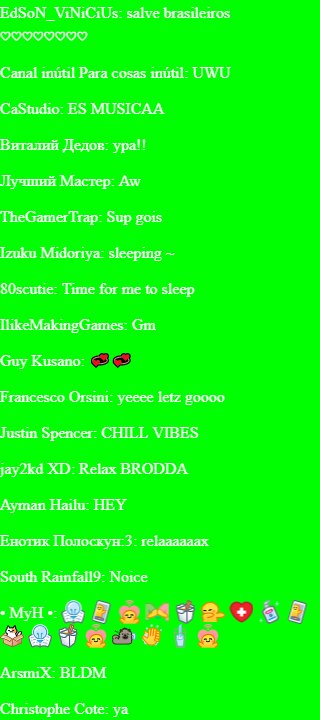 EdSoN_ViNiCiUs: salve brasileiros
♡♡♡♡♡♡♡♡
Canal inútil Para cosas inútil: UWU
CaStudio: ES MUSICAA
Виталий Дедов: ура!!
Лучший Мастер: Aw
TheGamerTrap: Sup gois
Izuku Midoriya: sleeping ~
80scutie: Time for me to sleep
IlikeMakingGames: Gm
Guy Kusano: 💞💞
Francesco Orsini: yeeee letz goooo
Justin Spencer: CHILL VIBES
jay2kd XD: Relax BRODDA
Ayman Hailu: HEY
Енотик Полоскун:3: relaaaaaax
South Rainfall9: Noice
• MyH •:
ArsmiX: BLDM
Christophe Cote: ya